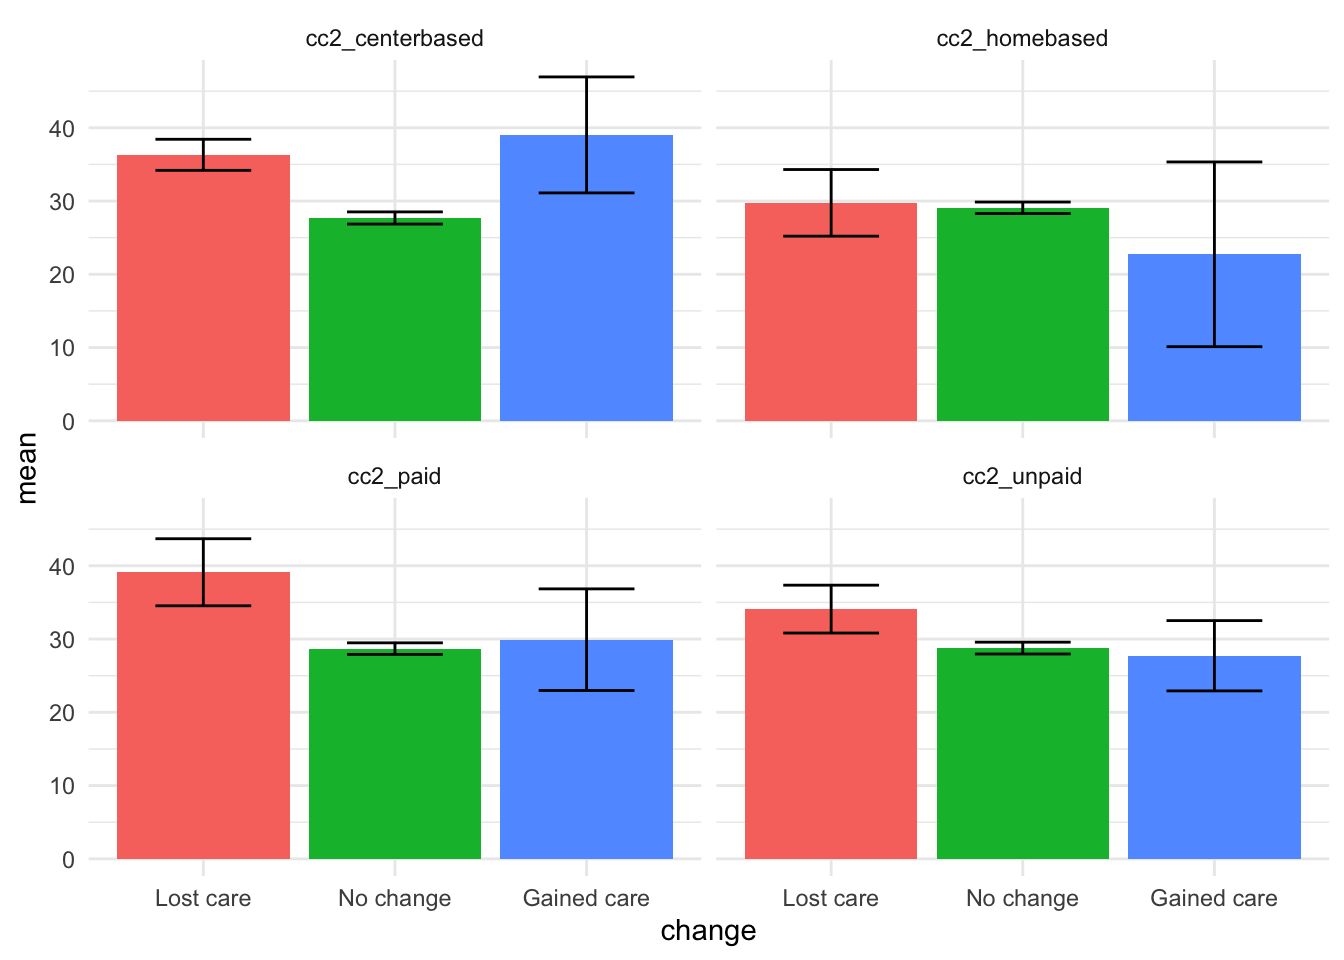 cc2_centerbased
cc2_homebased
40
30
20
10
0
cc2_paid
cc2_unpaid
40
30
20
10
0
mean
Lost care
No change
Gained care
Lost care
No change
Gained care
change